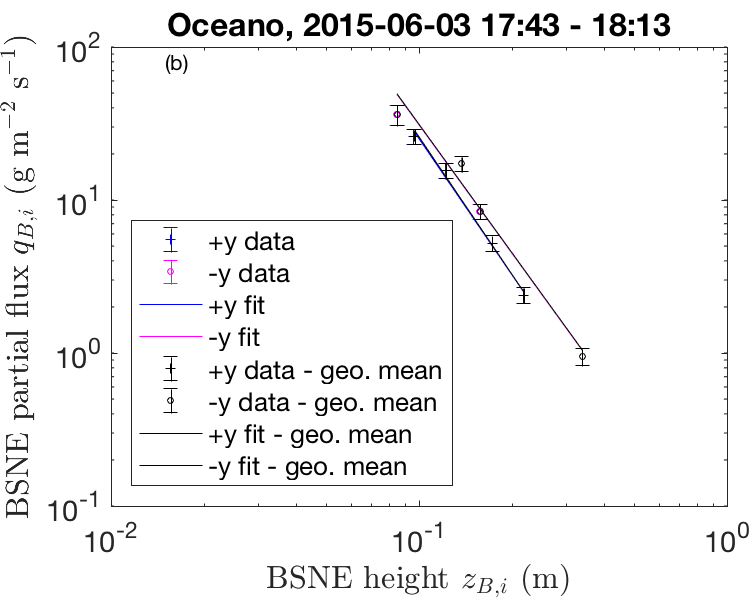 Oceano, 2015-06-03 17:43 - 18:13
(b)
BSNE partial flux q_{B,i} (g m^{-2} s^{-1})
10^2
10^1
10^0
10^{-1}
+y data
-y data
+y fit
-y fit
+y data - geo. mean
-y data - geo. mean
+y fit - geo. mean
-y fit - geo. mean
10^{-2}
10^{-1}
10^0
BSNE height z_{B,i} (m)